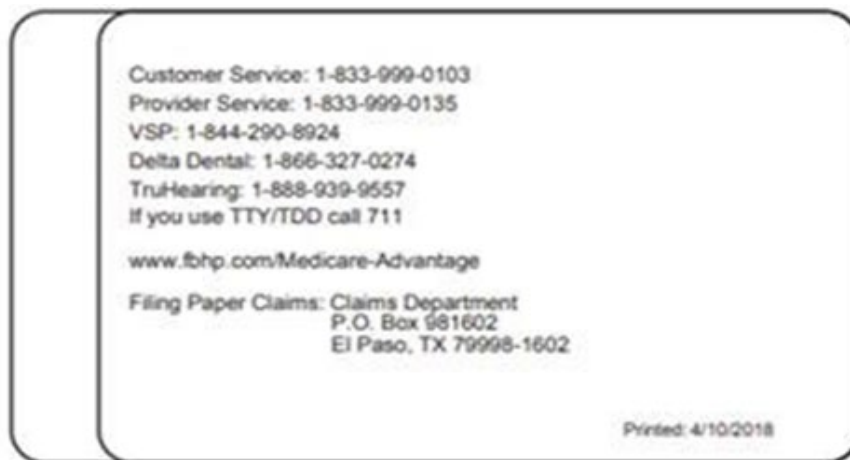 Customer Service: 1-833-999-0103
Provider Service: 1-833-999-0135
VSP: 1-844-290-8924
Delta Dental: 1-866-327-0274
TruHearing: 1-888-939-9557
If you use TTY/TDD call 711
www.fbhp.com/Medicare-Advantage
Filing Paper Claims: Claims Department
P.O. Box 981602
El Paso, TX 79998-1602
Printed: 4/10/2018